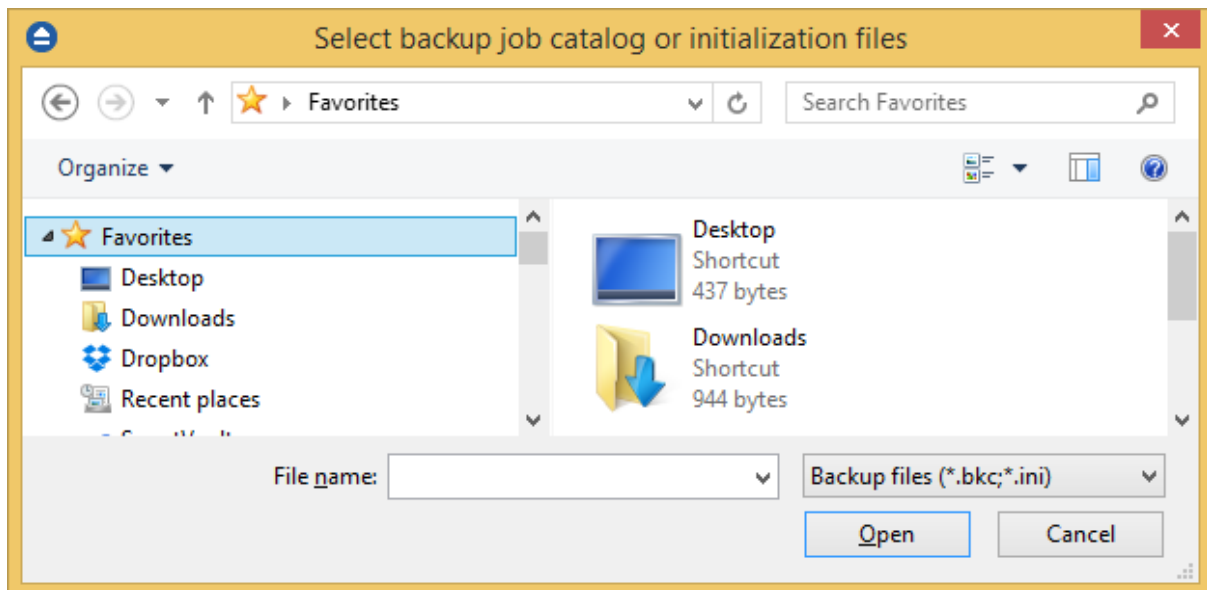 Select backup job catalog or initialization files
Favorites
Search Favorites
Organize
Favorites
Desktop
Downloads
Dropbox
Recent places
Desktop
Shortcut
437 bytes
Downloads
Shortcut
944 bytes
File name:
Backup files (*.bkc;*.ini)
Open
Cancel